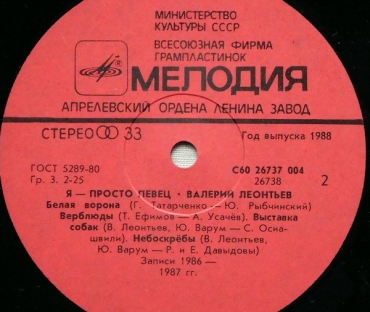 МИНИСТЕРСТВО
КУЛЬТУРЫ СССР
ВСЕСОЮЗНАЯ ФИРМА
ГРАМПЛАСТИНОК
МЕЛОДИЯ
АПРЕЛЕВСКИЙ ОРДЕНА ЛЕНИНА ЗАВОД
СТЕРЕО 33
Год выпуска 1988
ГОСТ 5289-80
С60 26737 004
Гр. 3. 2-25
26738
2
Я — ПРОСТО ПЕВЕЦ · ВАЛЕРИЙ ЛЕОНТЬЕВ
Белая ворона (Г. Татарченко — Ю. Рыбчинский)
Верблюды (Т. Ефимов — А. Усачёв). Выставка
собак (В. Леонтьев, Ю. Варум — С. Осиа-
швили). Небоскрёбы (В. Леонтьев,
Ю. Варум — Р. и Е. Давыдовы)
Записи 1986 —
1987 гг.